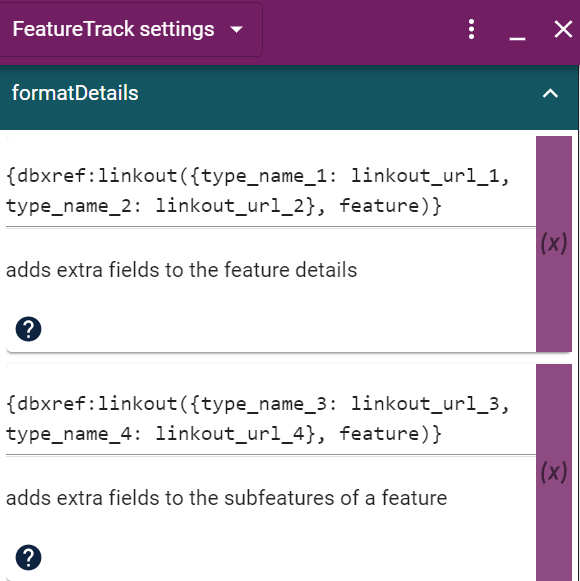 FeatureTrack settings
formatDetails
{dbxref:linkout({type_name_1: linkout_url_1,
type_name_2: linkout_url_2}, feature)}
(x)
adds extra fields to the feature details
?
{dbxref:linkout({type_name_3: linkout_url_3,
type_name_4: linkout_url_4}, feature)}
(x)
adds extra fields to the subfeatures of a feature
?